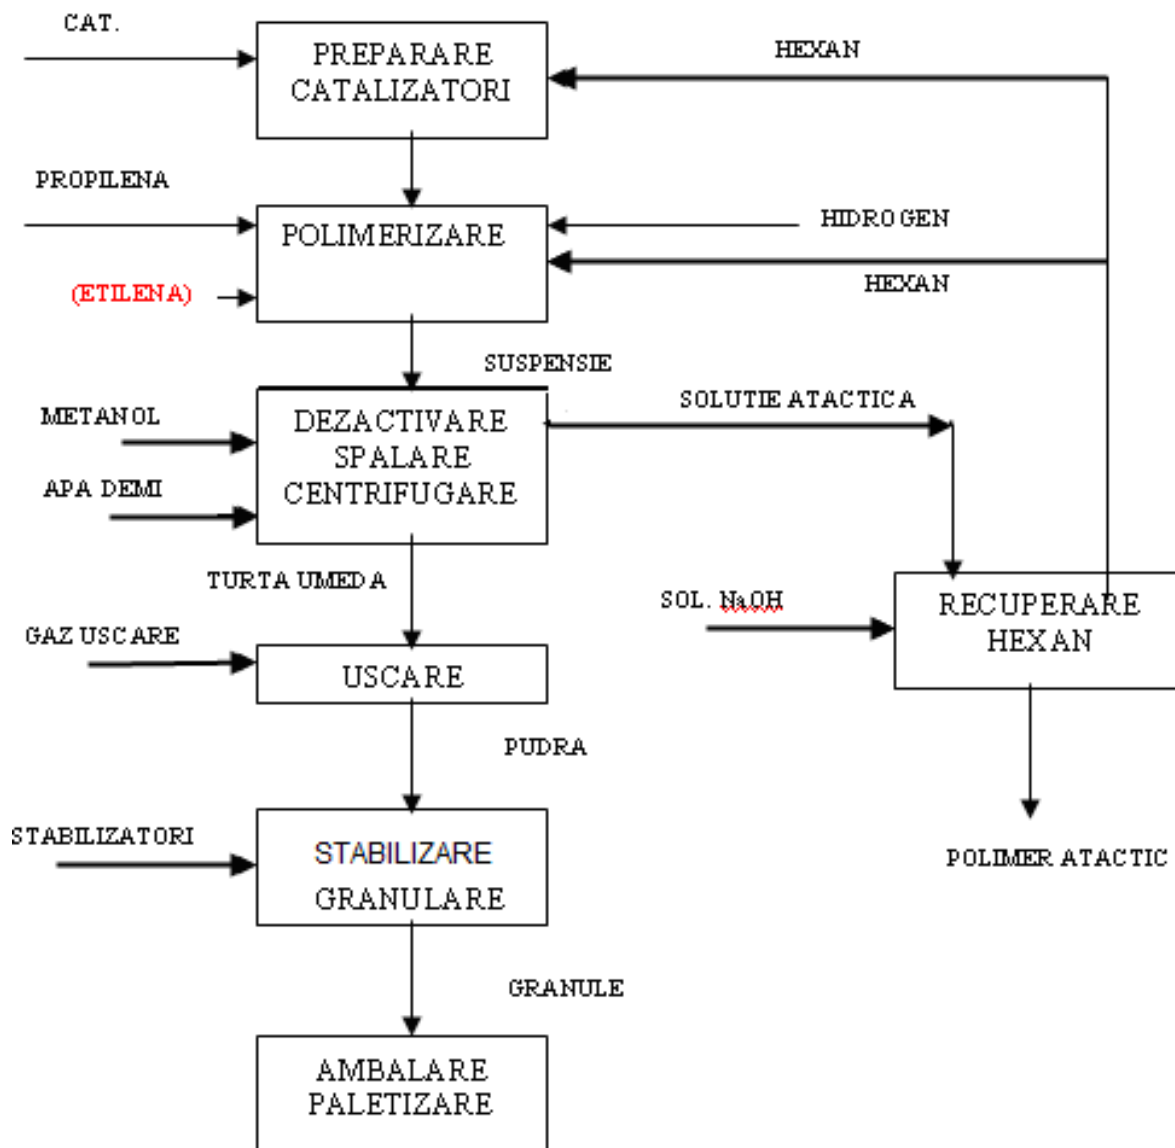 CAT.
PREPARARE
CATALIZATORI
HEXAN
PROPILENA
POLIMERIZARE
HIDROGEN
(ETILENA)
HEXAN
SUSPENSIE
METANOL
DEZACTIVARE
SPALARE
CENTRIFUGARE
SOLUTIE ATACTICA
APA DEMI
TURTA UMEDA
SOL. NaOH
RECUPERARE
HEXAN
GAZ USCARE
USCARE
PUDRA
STABILIZATORI
STABILIZARE
GRANULARE
POLIMER ATACTIC
GRANULE
AMBALARE
PALETIZARE